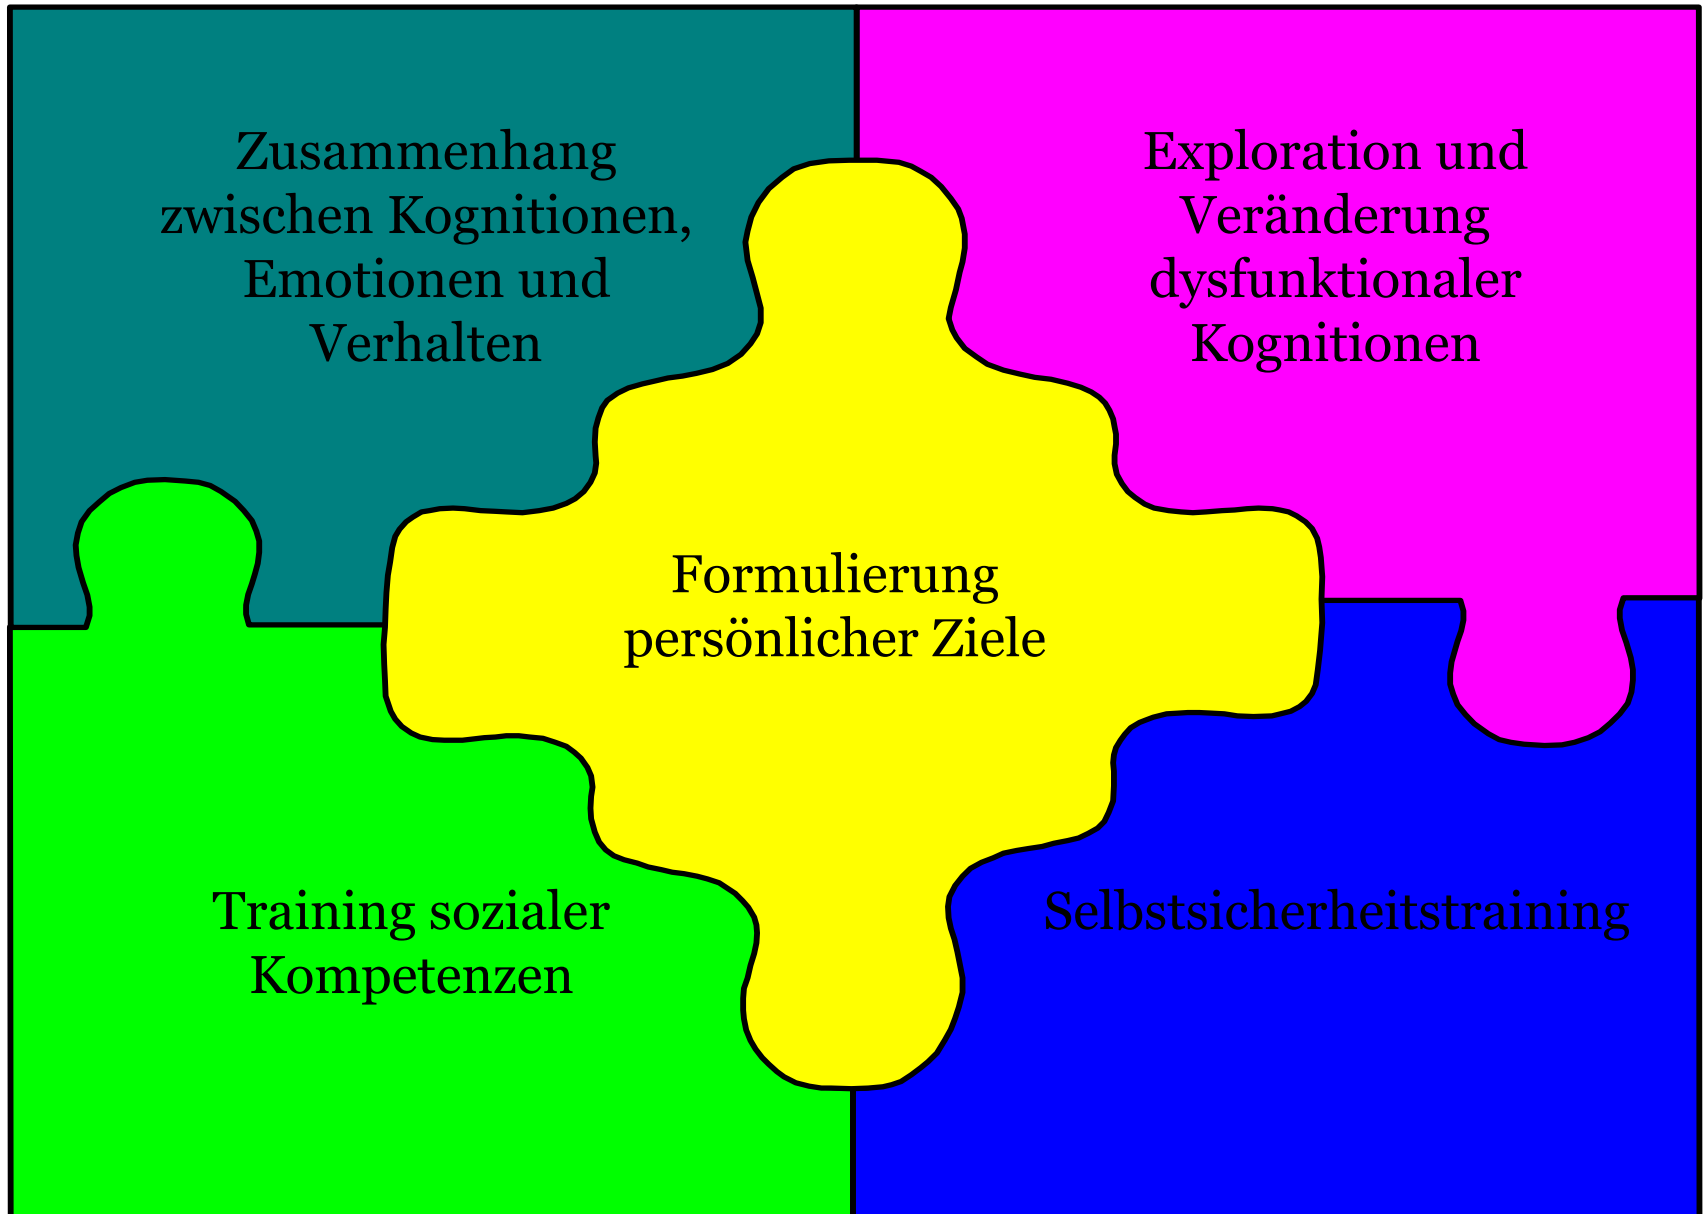 Zusammenhang
zwischen Kognitionen,
Emotionen und
Verhalten
Exploration und
Veränderung
dysfunktionaler
Kognitionen
Formulierung
persönlicher Ziele
Training sozialer
Kompetenzen
Selbstsicherheitstraining